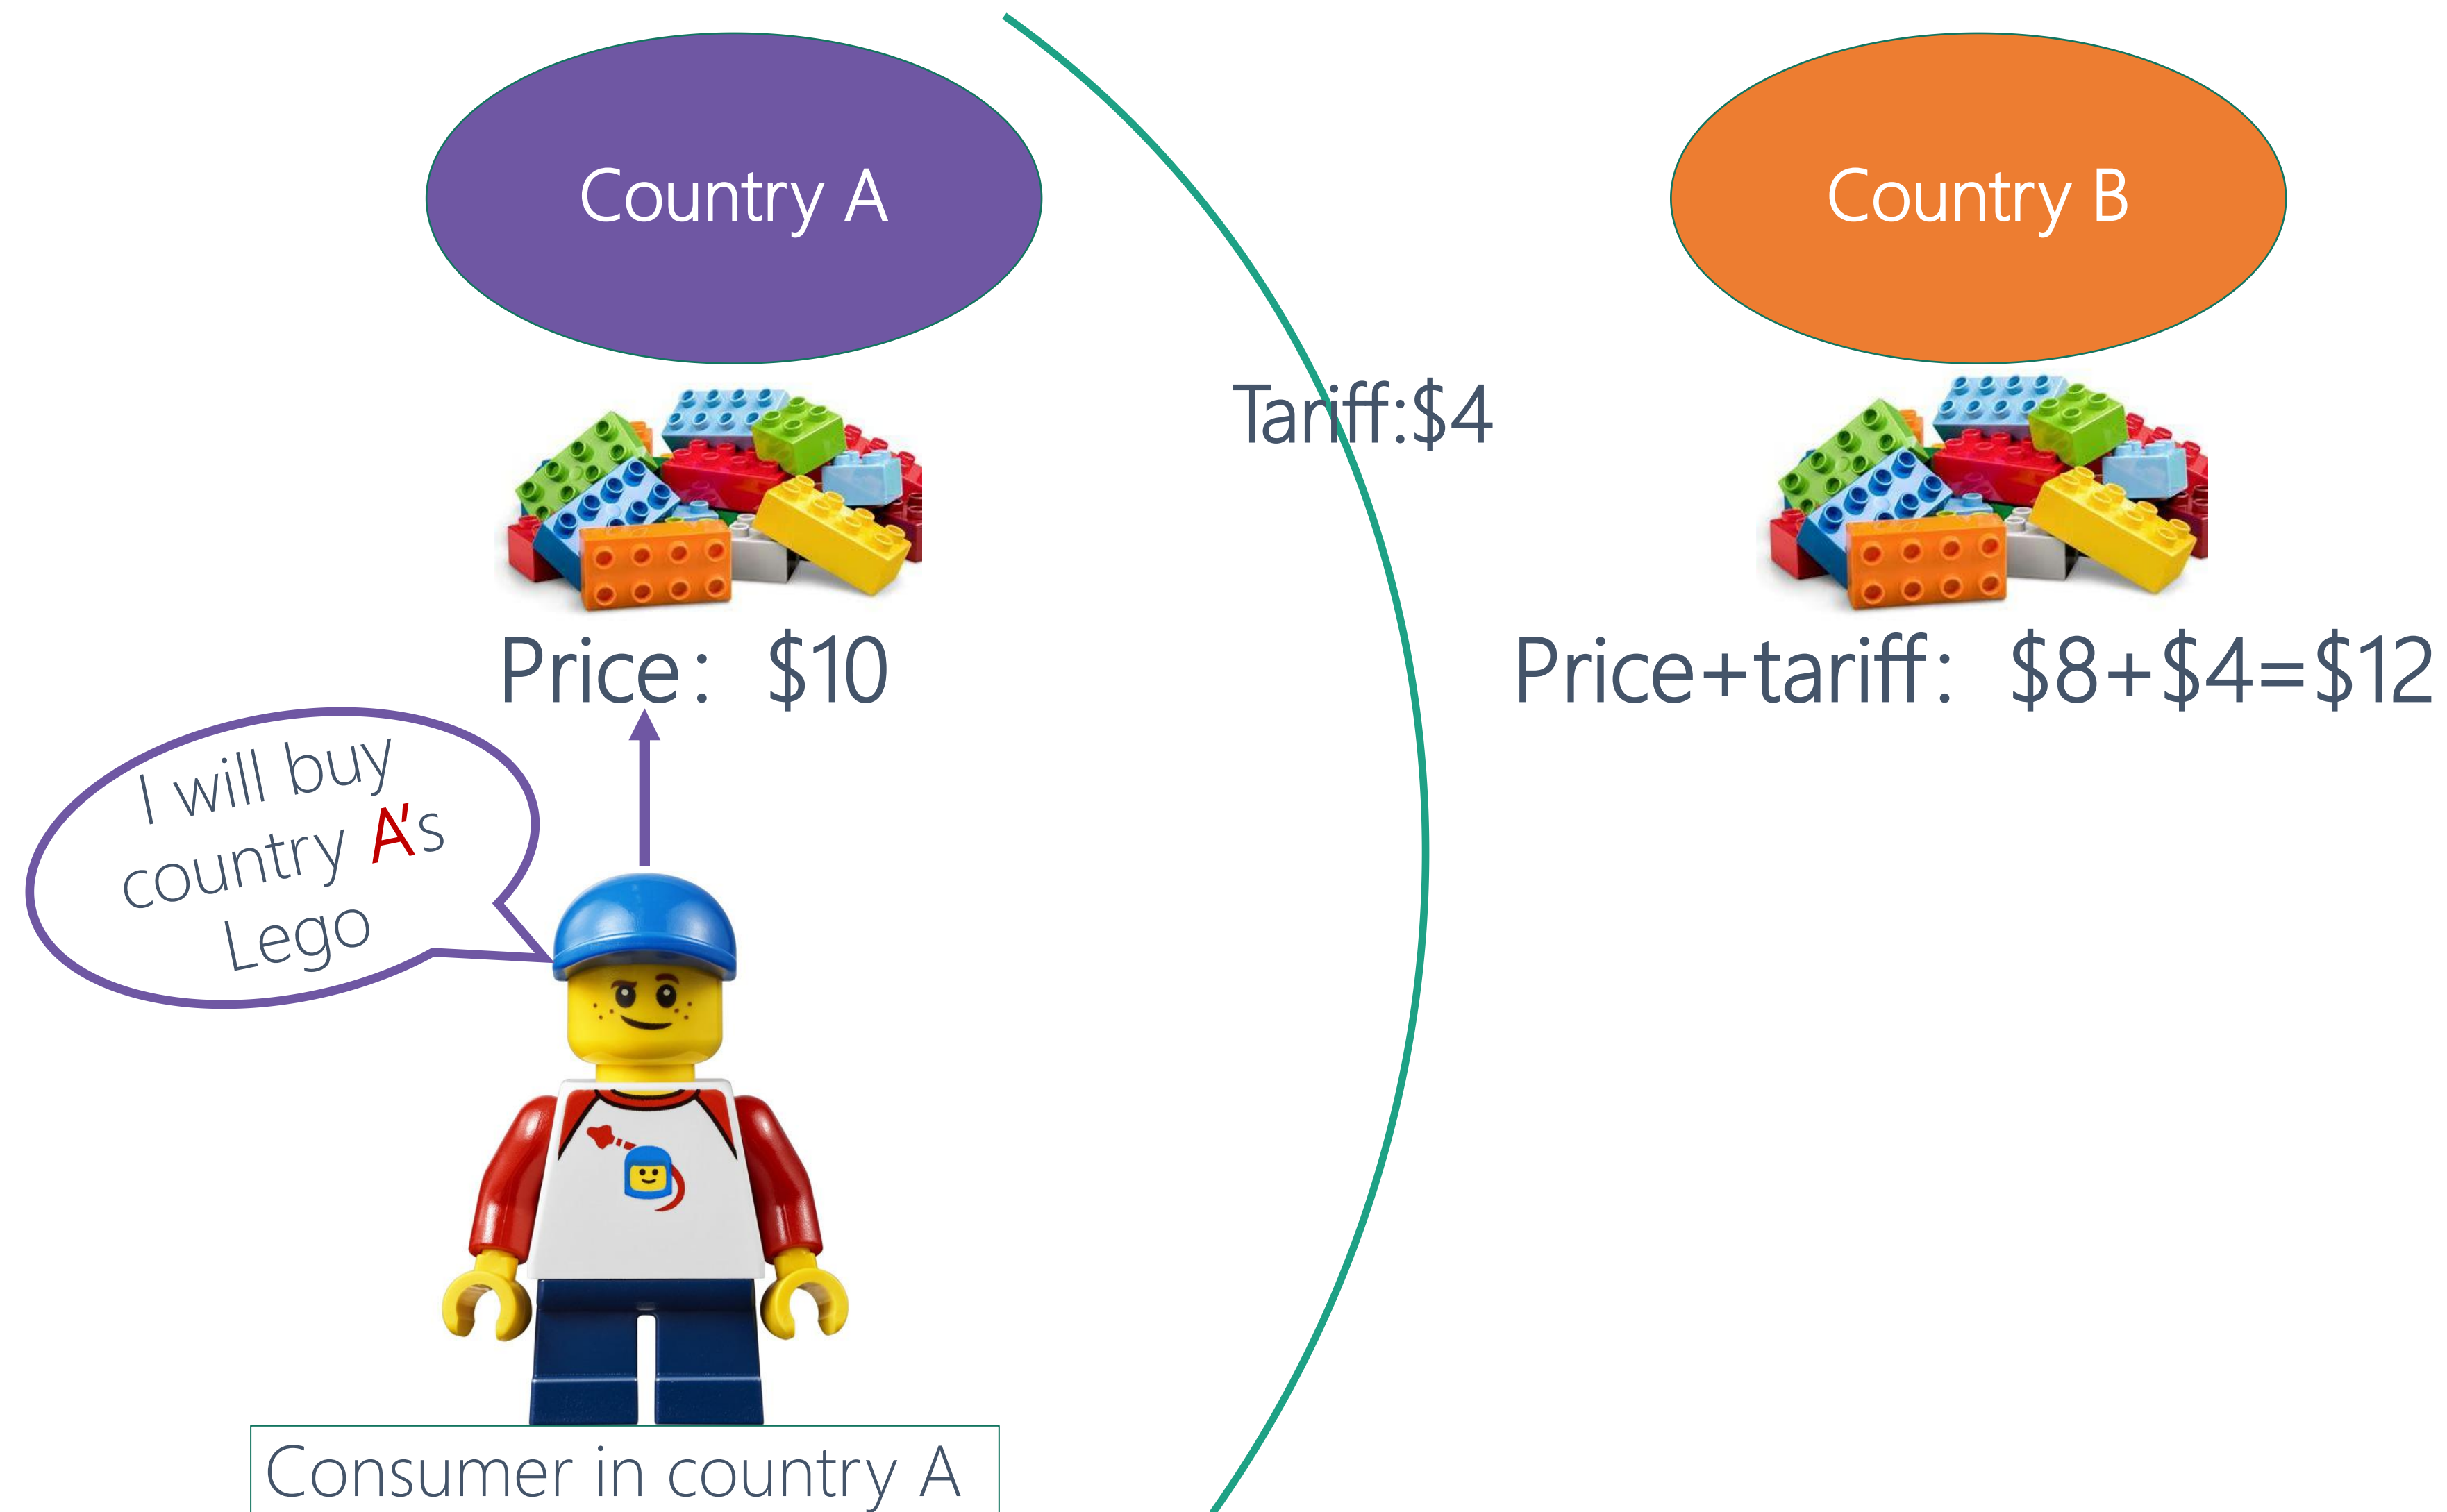 Country A
Country B
Tariff:$4
Price: $10
Price+tariff: $8+$4=$12
I will buy
country A's
Lego
Consumer in country A